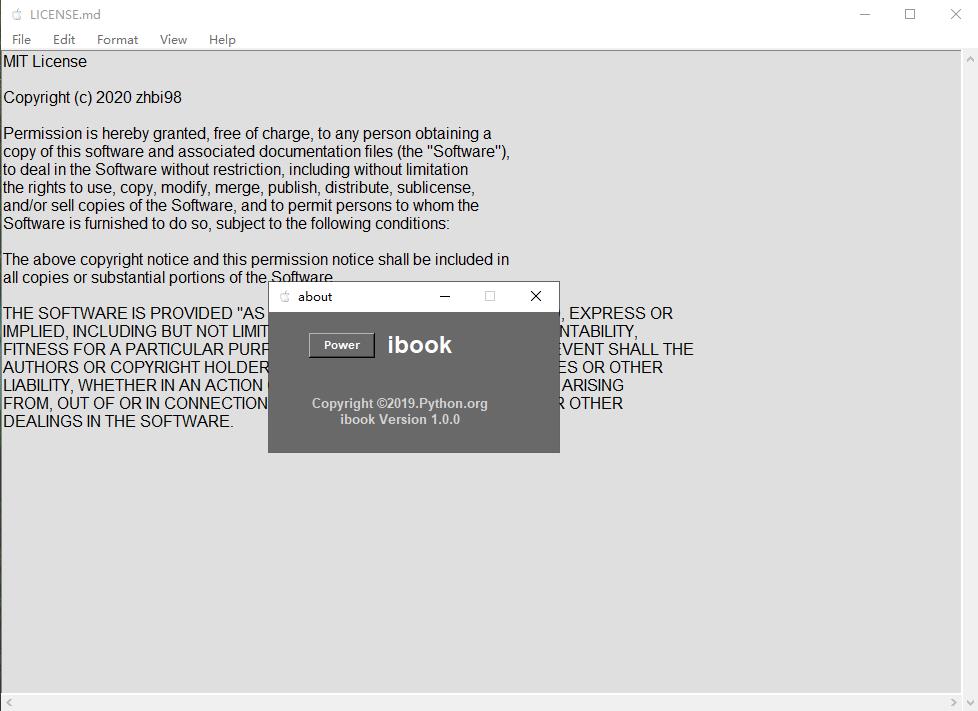 LICENSE.md
File Edit Format View Help
MIT License
Copyright (c) 2020 zhbi98
Permission is hereby granted, free of charge, to any person obtaining a
copy of this software and associated documentation files (the "Software"),
to deal in the Software without restriction, including without limitation
the rights to use, copy, modify, merge, publish, distribute, sublicense,
and/or sell copies of the Software, and to permit persons to whom the
Software is furnished to do so, subject to the following conditions:
The above copyright notice and this permission notice shall be included in
all copies or substantial portions of the Software
THE SOFTWARE IS PROVIDED "AS , EXPRESS OR
IMPLIED, INCLUDING BUT NOT LIMIT NTABILITY,
FITNESS FOR A PARTICULAR EVENT SHALL THE
AUTHORS OR COPYRIGHT HOLDER ES OR OTHER
LIABILITY, WHETHER IN AN ACTION ARISING
FROM, OUT OF OR IN CONNECTION R OTHER
DEALINGS IN THE SOFTWARE.
about
Power ibook
Copyright ©2019.Python.org
ibook Version 1.0.0